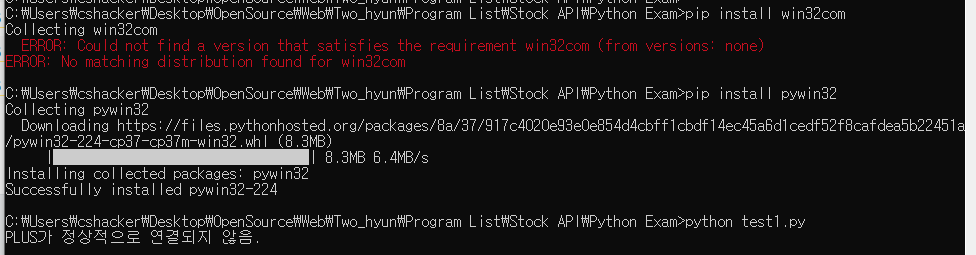 C:₩Users₩cshacker₩Desktop₩OpenSource₩Web₩Two_hyun₩Program List₩Stock API₩Python Exam>
C:₩Users₩cshacker₩Desktop₩OpenSource₩Web₩Two_hyun₩Program List₩Stock API₩Python Exam>pip install win32com
Collecting win32com
ERROR: Could not find a version that satisfies the requirement win32com (from versions: none)
ERROR: No matching distribution found for win32com
C:₩Users₩cshacker₩Desktop₩OpenSource₩Web₩Two_hyun₩Program List₩Stock API₩Python Exam>pip install pywin32
Collecting pywin32
Downloading https://files.pythonhosted.org/packages/8a/37/917c4020e93e0e854d4cbff1cbdf14ec45a6d1cedf52f8cafdea5b22451a
/pywin32-224-cp37-cp37m-win32.whl (8.3MB)
|████████████████████████████████| 8.3MB 6.4MB/s
Installing collected packages: pywin32
Successfully installed pywin32-224
C:₩Users₩cshacker₩Desktop₩OpenSource₩Web₩Two_hyun₩Program List₩Stock API₩Python Exam>python test1.py
PLUS가 정상적으로 연결되지 않음.